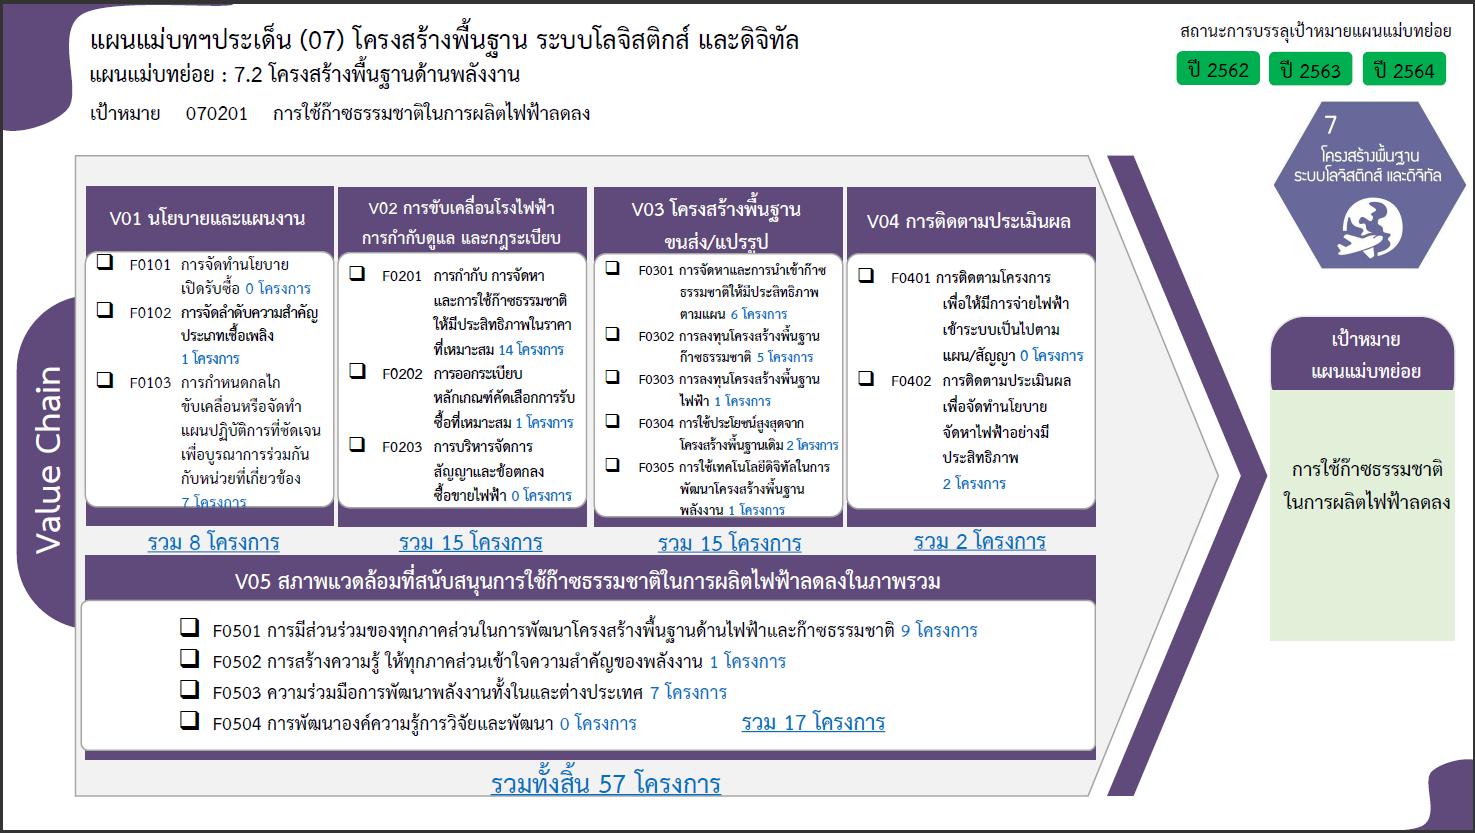 แผนแม่บทฯประเด็น (07) โครงสร้างพื้นฐาน ระบบโลจิสติกส์ และดิจิทัล
แผนแม่บทย่อย : 7.2 โครงสร้างพื้นฐานด้านพลังงาน
เป้าหมาย 070201 การใช้ก๊าซธรรมชาติในการผลิตไฟฟ้าลดลง
สถานะการบรรลุเป้าหมายแผนแม่บทย่อย
ปี 2562 ปี 2563 ปี 2564
7
โครงสร้างพื้นฐาน
ระบบโลจิสติกส์ และดิจิทัล
Value Chain
V01 นโยบายและแผนงาน
❑ F0101 การจัดทำนโยบาย
เปิดรับซื้อ 0 โครงการ
❑ F0102 การจัดลำดับความสำคัญ
ประเภทเชื้อเพลิง
1 โครงการ
❑ F0103 การกำหนดกลไก
ขับเคลื่อนหรือจัดทำ
แผนปฏิบัติการที่ชัดเจน
เพื่อบูรณาการร่วมกัน
กับหน่วยที่เกี่ยวข้อง
7 โครงการ
รวม 8 โครงการ
V02 การขับเคลื่อนโรงไฟฟ้า
การกำกับดูแล และกฎระเบียบ
❑ F0201 การกำกับ การจัดหา
และการใช้ก๊าซธรรมชาติ
ให้มีประสิทธิภาพในราคา
ที่เหมาะสม 14 โครงการ
❑ F0202 การออกระเบียบ
หลักเกณฑ์คัดเลือกการรับ
ซื้อที่เหมาะสม 1 โครงการ
❑ F0203 การบริหารจัดการ
สัญญาและข้อตกลง
ซื้อขายไฟฟ้า 0 โครงการ
รวม 15 โครงการ
V03 โครงสร้างพื้นฐาน
ขนส่ง/แปรรูป
❑ F0301 การจัดหาและการนำเข้าก๊าซ
ธรรมชาติให้มีประสิทธิภาพ
ตามแผน 6 โครงการ
❑ F0302 การลงทุนโครงสร้างพื้นฐาน
ก๊าซธรรมชาติ 5 โครงการ
❑ F0303 การลงทุนโครงสร้างพื้นฐาน
ไฟฟ้า 1 โครงการ
❑ F0304 การใช้ประโยชน์สูงสุดจาก
โครงสร้างพื้นฐานเดิม 2 โครงการ
❑ F0305 การใช้เทคโนโลยีดิจิทัลในการ
พัฒนาโครงสร้างพื้นฐาน
พลังงาน 1 โครงการ
รวม 15 โครงการ
V04 การติดตามประเมินผล
❑ F0401 การติดตามโครงการ
เพื่อให้มีการจ่ายไฟฟ้า
เข้าระบบเป็นไปตาม
แผน/สัญญา 0 โครงการ
❑ F0402 การติดตามประเมินผล
เพื่อจัดทำนโยบาย
จัดหาไฟฟ้าอย่างมี
ประสิทธิภาพ
2 โครงการ
รวม 2 โครงการ
V05 สภาพแวดล้อมที่สนับสนุนการใช้ก๊าซธรรมชาติในการผลิตไฟฟ้าลดลงในภาพรวม
❑ F0501 การมีส่วนร่วมของทุกภาคส่วนในการพัฒนาโครงสร้างพื้นฐานด้านไฟฟ้าและก๊าซธรรมชาติ 9 โครงการ
❑ F0502 การสร้างความรู้ ให้ทุกภาคส่วนเข้าใจความสำคัญของพลังงาน 1 โครงการ
❑ F0503 ความร่วมมือการพัฒนาพลังงานทั้งในและต่างประเทศ 7 โครงการ
❑ F0504 การพัฒนาองค์ความรู้การวิจัยและพัฒนา 0 โครงการ รวม 17 โครงการ
รวมทั้งสิ้น 57 โครงการ
เป้าหมาย
แผนแม่บทย่อย
การใช้ก๊าซธรรมชาติ
ในการผลิตไฟฟ้าลดลง